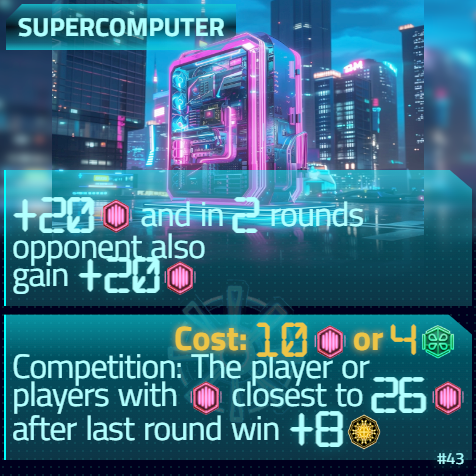 SUPERCOMPUTER
+20 and in 2 rounds
opponent also
gain +20
Cost: 10 or 4
Competition: The player or
players with closest to 26
after last round win +8
#43